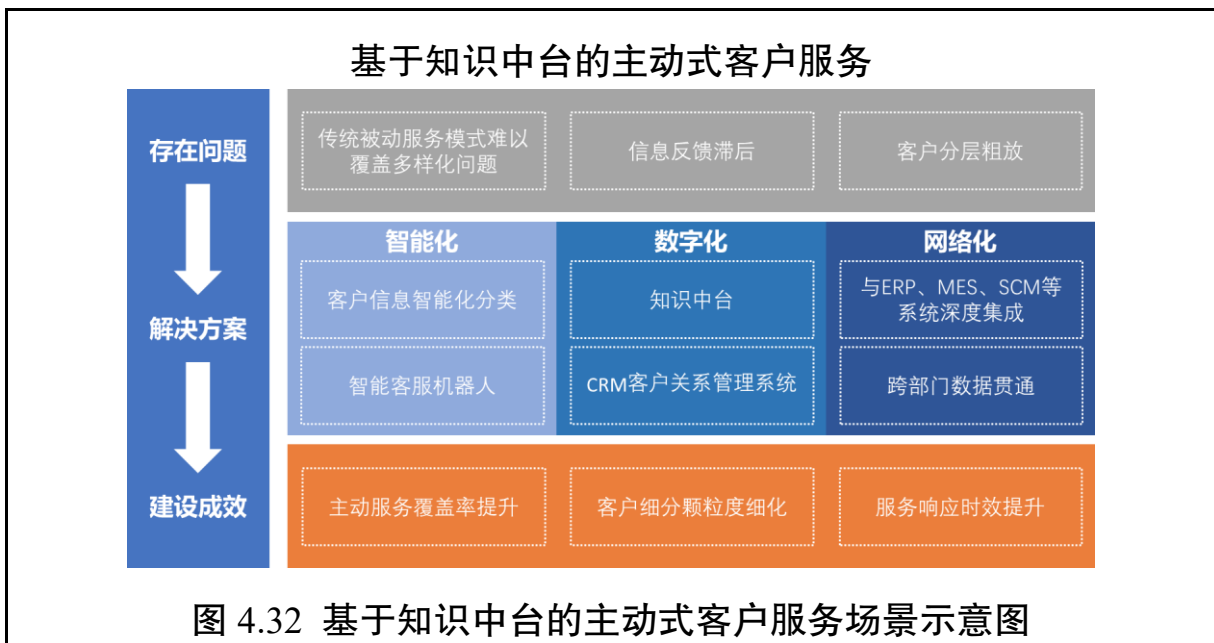 基于知识中台的主动式客户服务
存在问题
传统被动服务模式难以
覆盖多样化问题
信息反馈滞后
客户分层粗放
解决方案
智能化
客户信息智能化分类
智能客服机器人
数字化
知识中台
CRM客户关系管理系统
网络化
与ERP、MES、SCM等
系统深度集成
跨部门数据贯通
建设成效
主动服务覆盖率提升
客户细分颗粒度细化
服务响应时效提升
图 4.32 基于知识中台的主动式客户服务场景示意图